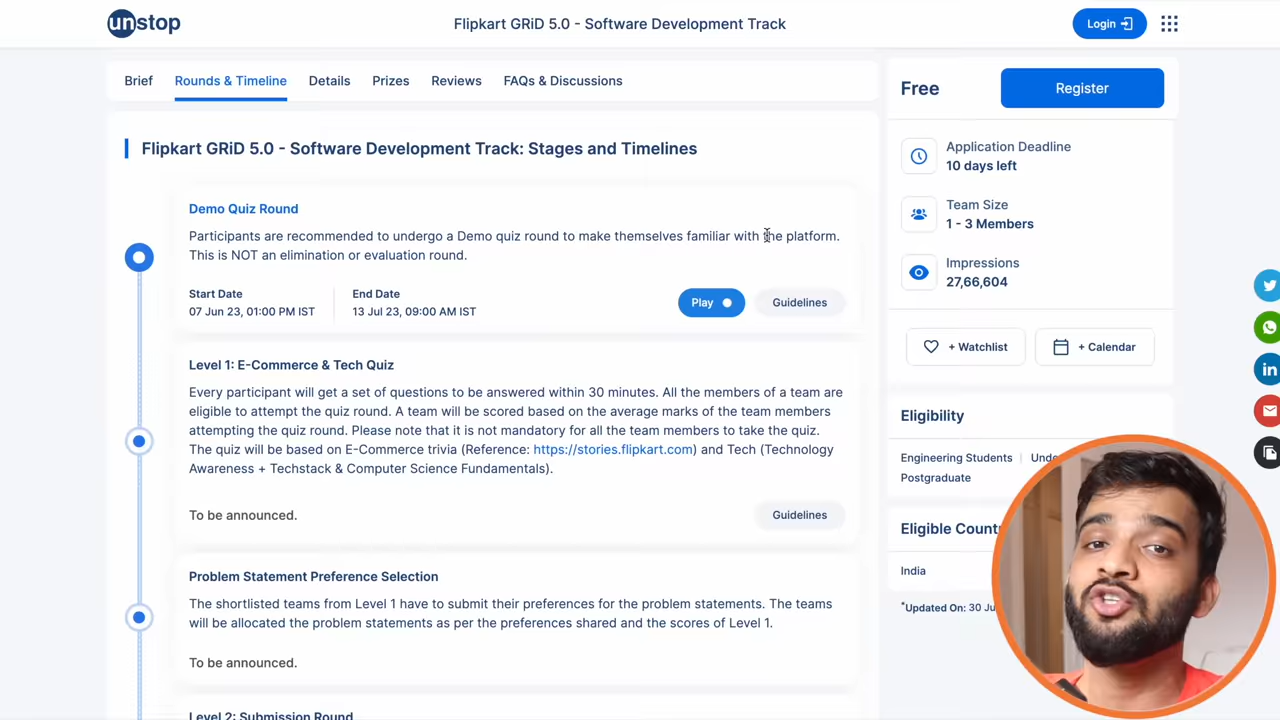 unstop
Flipkart GRiD 5.0 - Software Development Track
Login
Brief
Rounds & Timeline
Details
Prizes
Reviews
FAQs & Discussions
Flipkart GRiD 5.0 - Software Development Track: Stages and Timelines
Demo Quiz Round
Participants are recommended to undergo a Demo quiz round to make themselves familiar with the platform.
This is NOT an elimination or evaluation round.
Start Date
07 Jun 23, 01:00 PM IST
End Date
13 Jul 23, 09:00 AM IST
Play
Guidelines
Level 1: E-Commerce & Tech Quiz
Every participant will get a set of questions to be answered within 30 minutes. All the members of a team are
eligible to attempt the quiz round. A team will be scored based on the average marks of the team members
attempting the quiz round. Please note that it is not mandatory for all the team members to take the quiz.
The quiz will be based on E-Commerce trivia (Reference: https://stories.flipkart.com) and Tech (Technology
Awareness + Techstack & Computer Science Fundamentals).
To be announced.
Guidelines
Problem Statement Preference Selection
The shortlisted teams from Level 1 have to submit their preferences for the problem statements. The teams
will be allocated the problem statements as per the preferences shared and the scores of Level 1.
To be announced.
Level 2: Submission Round
Free
Register
Application Deadline
10 days left
Team Size
1 - 3 Members
Impressions
27,66,604
+ Watchlist
+ Calendar
Eligibility
Engineering Students
Postgraduate
Eligible
India
*Updated On: 30